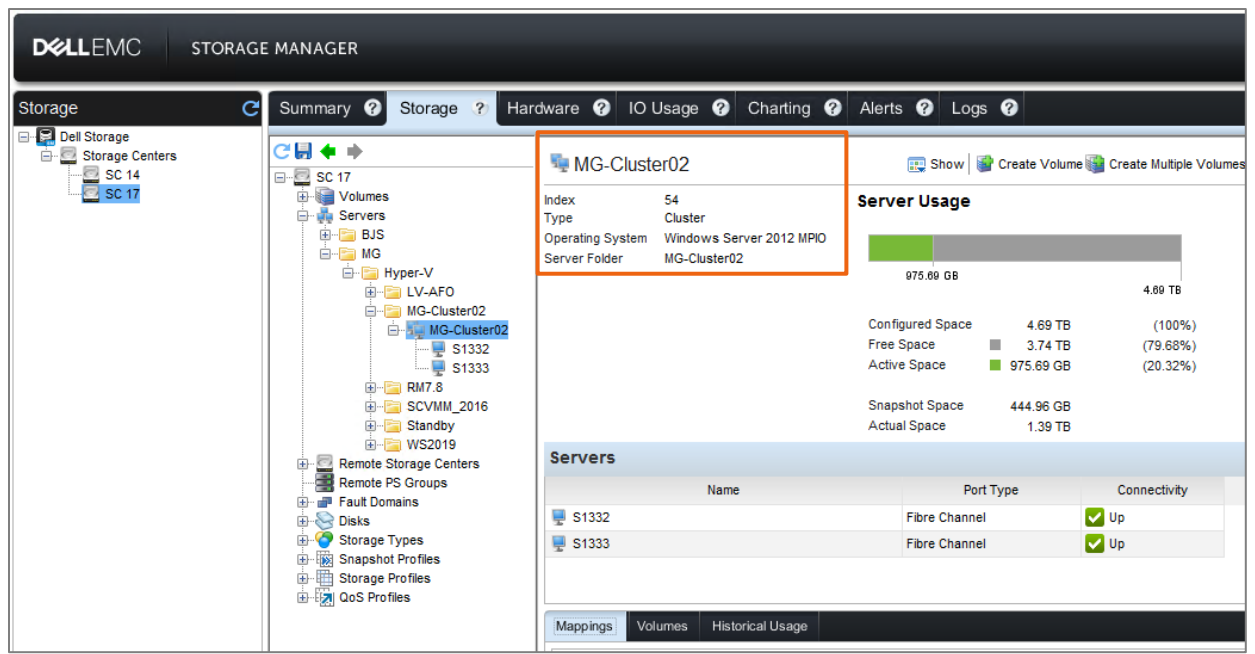 DELLEMC STORAGE MANAGER
Storage
Dell Storage
Storage Centers
SC 14
SC 17
Summary ? Storage ? Hardware ? IO Usage ? Charting ? Alerts ? Logs ?
SC 17
Volumes
Servers
BJS
MG
Hyper-V
LV-AFO
MG-Cluster02
MG-Cluster02
S1332
S1333
RM7.8
SCVMM_2016
Standby
WS2019
Remote Storage Centers
Remote PS Groups
Fault Domains
Disks
Storage Types
Snapshot Profiles
Storage Profiles
QoS Profiles
MG-Cluster02
Show Create Volume Create Multiple Volumes
Index 54
Type Cluster
Operating System Windows Server 2012 MPIO
Server Folder MG-Cluster02
Server Usage
975.69 GB
4.69 TB
Configured Space 4.69 TB (100%)
Free Space 3.74 TB (79.68%)
Active Space 975.69 GB (20.32%)
Snapshot Space 444.96 GB
Actual Space 1.39 TB
Servers
Name Port Type Connectivity
S1332 Fibre Channel Up
S1333 Fibre Channel Up
Mappings Volumes Historical Usage